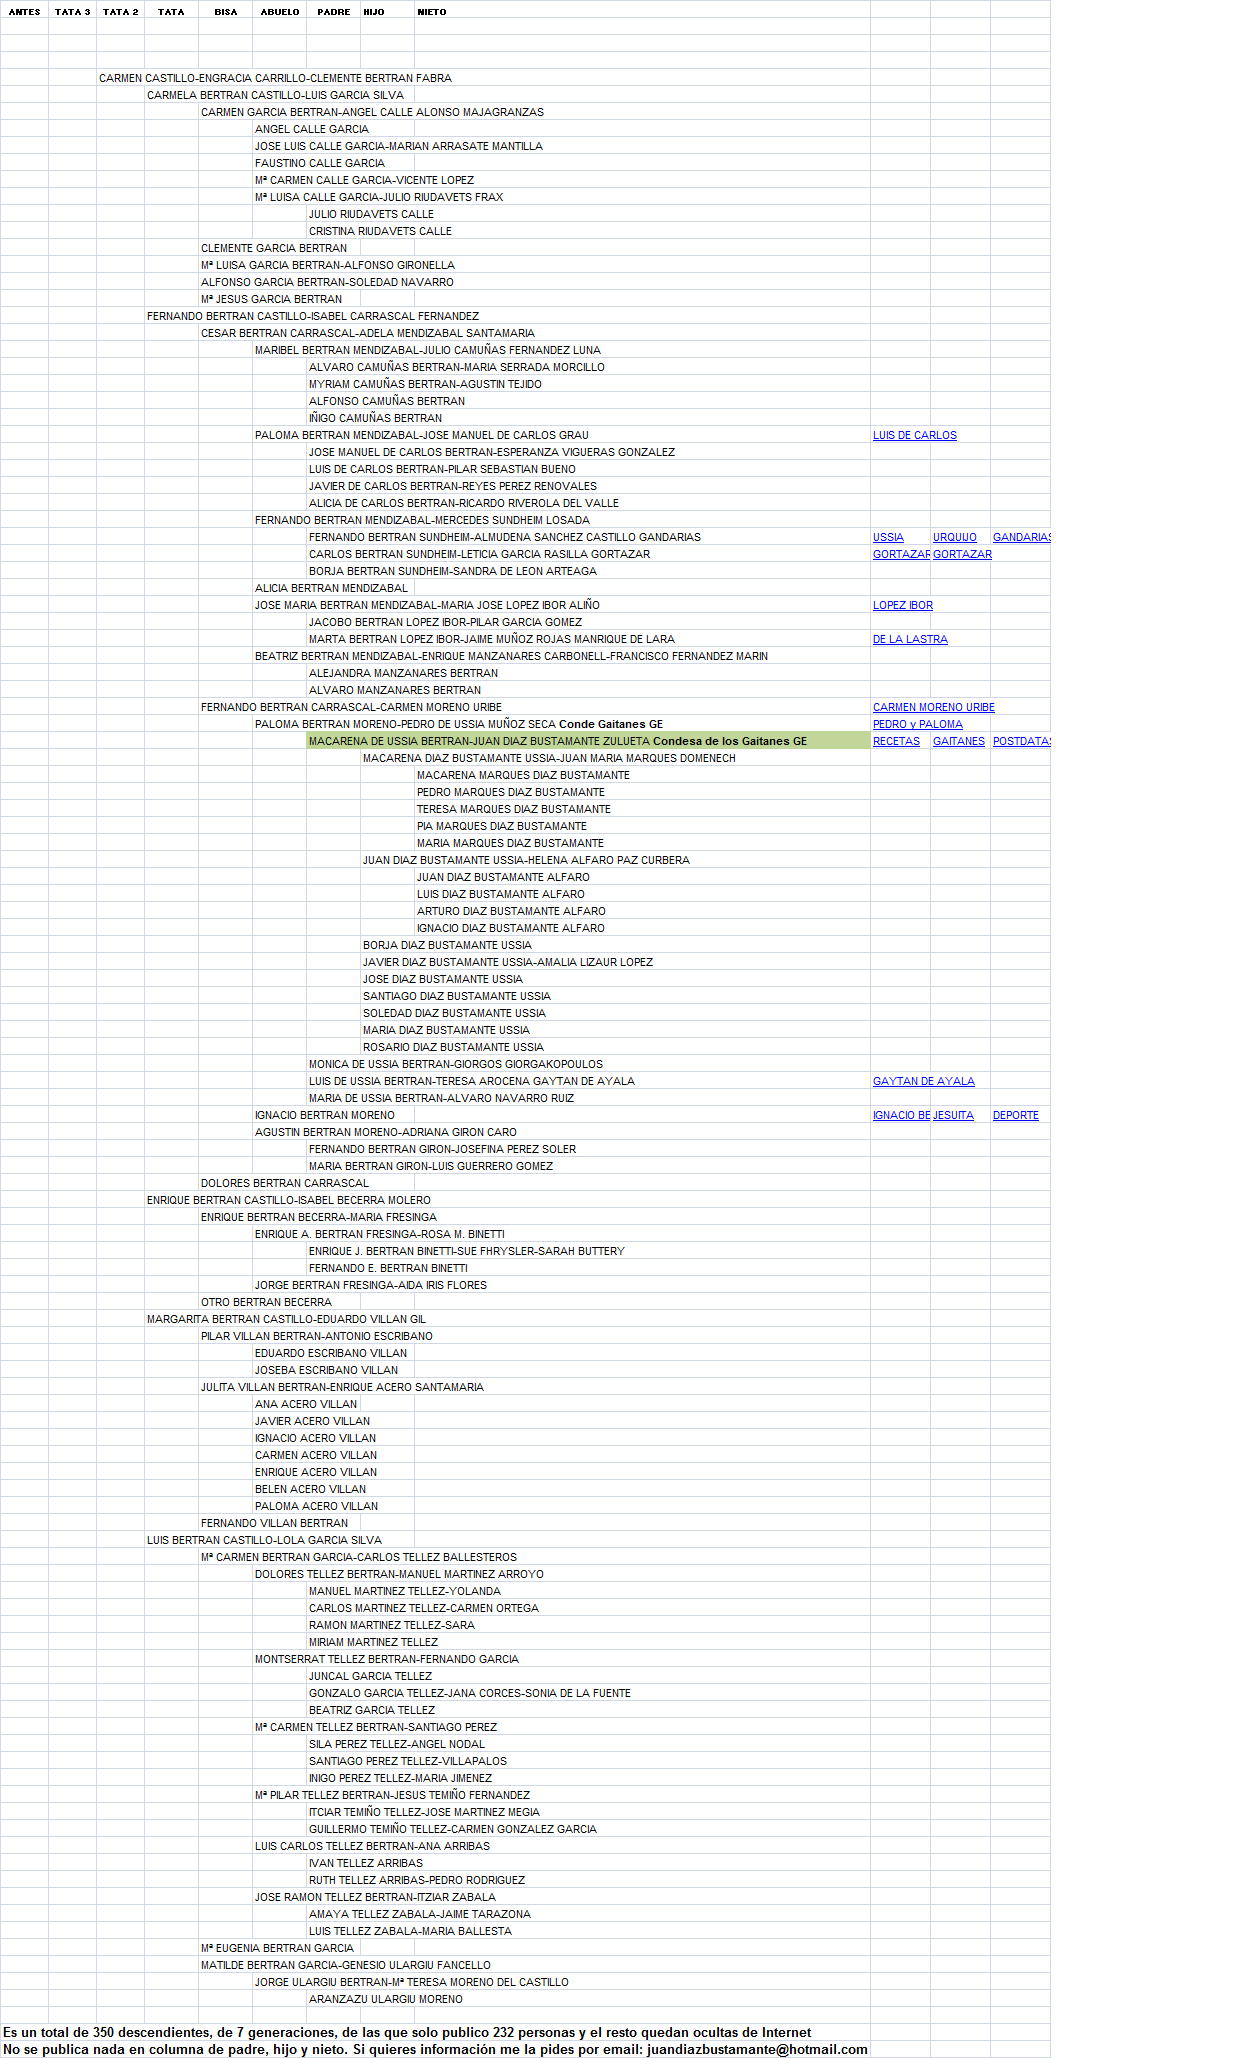 ANTES TATA 3 TATA 2 TATA BISA ABUELO PADRE HIJO NIETO
CARMEN CASTILLO-ENGRACIA CARRILLO-CLEMENTE BERTRAN FABRA
CARMELA BERTRAN CASTILLO-LUIS GARCIA SILVA
CARMEN GARCIA BERTRAN-ANGEL CALLE ALONSO MAJAGRANZAS
ANGEL CALLE GARCIA
JOSE LUIS CALLE GARCIA-MARIAN ARRASATE MANTILLA
FAUSTINO CALLE GARCIA
Mª CARMEN CALLE GARCIA-VICENTE LOPEZ
Mª LUISA CALLE GARCIA-JULIO RIUDAVETS FRAX
JULIO RIUDAVETS CALLE
CRISTINA RIUDAVETS CALLE
CLEMENTE GARCIA BERTRAN
Mª LUISA GARCIA BERTRAN-ALFONSO GIRONELLA
ALFONSO GARCIA BERTRAN-SOLEDAD NAVARRO
Mª JESUS GARCIA BERTRAN
FERNANDO BERTRAN CASTILLO-ISABEL CARRASCAL FERNANDEZ
CESAR BERTRAN CARRASCAL-ADELA MENDIZABAL SANTAMARIA
MARIBEL BERTRAN MENDIZABAL-JULIO CAMUÑAS FERNANDEZ LUNA
ALVARO CAMUÑAS BERTRAN-MARIA SERRADA MORCILLO
MYRIAM CAMUÑAS BERTRAN-AGUSTIN TEJIDO
ALFONSO CAMUÑAS BERTRAN
IÑIGO CAMUÑAS BERTRAN
PALOMA BERTRAN MENDIZABAL-JOSE MANUEL DE CARLOS GRAU LUIS DE CARLOS
JOSE MANUEL DE CARLOS BERTRAN-ESPERANZA VIGUERAS GONZALEZ
LUIS DE CARLOS BERTRAN-PILAR SEBASTIAN BUENO
JAVIER DE CARLOS BERTRAN-REYES PEREZ RENOVALES
ALICIA DE CARLOS BERTRAN-RICARDO RIVEROLA DEL VALLE
FERNANDO BERTRAN MENDIZABAL-MERCEDES SUNDHEIM LOSADA
FERNANDO BERTRAN SUNDHEIM-ALMUDENA SANCHEZ CASTILLO GANDARIAS USSIA URQUIJO GANDARIAS
CARLOS BERTRAN SUNDHEIM-LETICIA GARCIA RASILLA GORTAZAR GORTAZAR GORTAZAR
BORJA BERTRAN SUNDHEIM-SANDRA DE LEON ARTEAGA
ALICIA BERTRAN MENDIZABAL
JOSE MARIA BERTRAN MENDIZABAL-MARIA JOSE LOPEZ IBOR ALIÑO LOPEZ IBOR
JACOBO BERTRAN LOPEZ IBOR-PILAR GARCIA GOMEZ
MARTA BERTRAN LOPEZ IBOR-JAIME MUÑOZ ROJAS MANRIQUE DE LARA DE LA LASTRA
BEATRIZ BERTRAN MENDIZABAL-ENRIQUE MANZANARES CARBONELL-FRANCISCO FERNANDEZ MARIN
ALEJANDRA MANZANARES BERTRAN
ALVARO MANZANARES BERTRAN
FERNANDO BERTRAN CARRASCAL-CARMEN MORENO URIBE CARMEN MORENO URIBE
PALOMA BERTRAN MORENO-PEDRO DE USSIA MUÑOZ SECA Conde Gaitanes GE PEDRO y PALOMA
MACARENA DE USSIA BERTRAN-JUAN DIAZ BUSTAMANTE ZULUETA Condesa de los Gaitanes GE RECETAS GAITANES POSTDATAS
MACARENA DIAZ BUSTAMANTE USSIA-JUAN MARIA MARQUES DOMENECH
MACARENA MARQUES DIAZ BUSTAMANTE
PEDRO MARQUES DIAZ BUSTAMANTE
TERESA MARQUES DIAZ BUSTAMANTE
PIA MARQUES DIAZ BUSTAMANTE
MARIA MARQUES DIAZ BUSTAMANTE
JUAN DIAZ BUSTAMANTE USSIA-HELENA ALFARO PAZ CURBERA
JUAN DIAZ BUSTAMANTE ALFARO
LUIS DIAZ BUSTAMANTE ALFARO
ARTURO DIAZ BUSTAMANTE ALFARO
IGNACIO DIAZ BUSTAMANTE ALFARO
BORJA DIAZ BUSTAMANTE USSIA
JAVIER DIAZ BUSTAMANTE USSIA-AMALIA LIZAUR LOPEZ
JOSE DIAZ BUSTAMANTE USSIA
SANTIAGO DIAZ BUSTAMANTE USSIA
SOLEDAD DIAZ BUSTAMANTE USSIA
MARIA DIAZ BUSTAMANTE USSIA
ROSARIO DIAZ BUSTAMANTE USSIA
MONICA DE USSIA BERTRAN-GIORGOS GIORGAKOPOULOS
LUIS DE USSIA BERTRAN-TERESA AROCENA GAYTAN DE AYALA GAYTAN DE AYALA
MARIA DE USSIA BERTRAN-ALVARO NAVARRO RUIZ
IGNACIO BERTRAN MORENO IGNACIO BE JESUITA DEPORTE
AGUSTIN BERTRAN MORENO-ADRIANA GIRON CARO
FERNANDO BERTRAN GIRON-JOSEFINA PEREZ SOLER
MARIA BERTRAN GIRON-LUIS GUERRERO GOMEZ
DOLORES BERTRAN CARRASCAL
ENRIQUE BERTRAN CASTILLO-ISABEL BECERRA MOLERO
ENRIQUE BERTRAN BECERRA-MARIA FRESINGA
ENRIQUE A. BERTRAN FRESINGA-ROSA M. BINETTI
ENRIQUE J. BERTRAN BINETTI-SUE FHRYSLER-SARAH BUTTERY
FERNANDO E. BERTRAN BINETTI
JORGE BERTRAN FRESINGA-AIDA IRIS FLORES
OTRO BERTRAN BECERRA
MARGARITA BERTRAN CASTILLO-EDUARDO VILLAN GIL
PILAR VILLAN BERTRAN-ANTONIO ESCRIBANO
EDUARDO ESCRIBANO VILLAN
JOSEBA ESCRIBANO VILLAN
JULITA VILLAN BERTRAN-ENRIQUE ACERO SANTAMARIA
ANA ACERO VILLAN
JAVIER ACERO VILLAN
IGNACIO ACERO VILLAN
CARMEN ACERO VILLAN
ENRIQUE ACERO VILLAN
BELEN ACERO VILLAN
PALOMA ACERO VILLAN
FERNANDO VILLAN BERTRAN
LUIS BERTRAN CASTILLO-LOLA GARCIA SILVA
Mª CARMEN BERTRAN GARCIA-CARLOS TELLEZ BALLESTEROS
DOLORES TELLEZ BERTRAN-MANUEL MARTINEZ ARROYO
MANUEL MARTINEZ TELLEZ-YOLANDA
CARLOS MARTINEZ TELLEZ-CARMEN ORTEGA
RAMON MARTINEZ TELLEZ-SARA
MIRIAM MARTINEZ TELLEZ
MONTSERRAT TELLEZ BERTRAN-FERNANDO GARCIA
JUNCAL GARCIA TELLEZ
GONZALO GARCIA TELLEZ-JANA CORCES-SONIA DE LA FUENTE
BEATRIZ GARCIA TELLEZ
Mª CARMEN TELLEZ BERTRAN-SANTIAGO PEREZ
SILA PEREZ TELLEZ-ANGEL NODAL
SANTIAGO PEREZ TELLEZ-VILLAPALOS
INIGO PEREZ TELLEZ-MARIA JIMENEZ
Mª PILAR TELLEZ BERTRAN-JESUS TEMIÑO FERNANDEZ
ITCIAR TEMIÑO TELLEZ-JOSE MARTINEZ MEGIA
GUILLERMO TEMIÑO TELLEZ-CARMEN GONZALEZ GARCIA
LUIS CARLOS TELLEZ BERTRAN-ANA ARRIBAS
IVAN TELLEZ ARRIBAS
RUTH TELLEZ ARRIBAS-PEDRO RODRIGUEZ
JOSE RAMON TELLEZ BERTRAN-ITZIAR ZABALA
AMAYA TELLEZ ZABALA-JAIME TARAZONA
LUIS TELLEZ ZABALA-MARIA BALLESTA
Mª EUGENIA BERTRAN GARCIA
MATILDE BERTRAN GARCIA-GENESIO ULARGIU FANCELLO
JORGE ULARGIU BERTRAN-Mª TERESA MORENO DEL CASTILLO
ARANZAZU ULARGIU MORENO
Es un total de 350 descendientes, de 7 generaciones, de las que solo publico 232 personas y el resto quedan ocultas de Internet
No se publica nada en columna de padre, hijo y nieto. Si quieres información me la pides por email: juandiazbustamante@hotmail.com